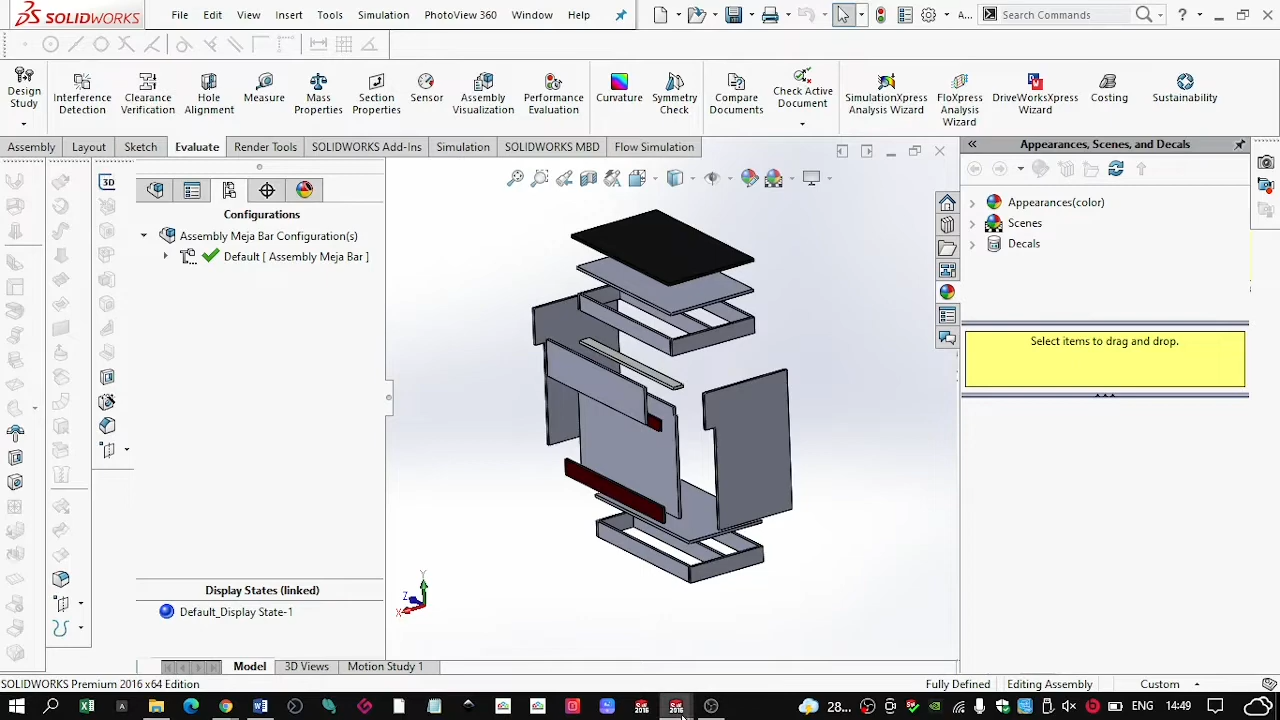 SOLIDWORKS
File Edit View Insert Tools Simulation PhotoView 360 Window Help
A...
Search Commands
Design Study
Interference Detection
Clearance Verification
Hole Alignment
Measure
Mass Properties
Section Properties
Sensor
Assembly Visualization
Performance Evaluation
Curvature
Symmetry Check
Compare Documents
Check Active Document
SimulationXpress Analysis Wizard
FloXpress Analysis Wizard
DriveWorksXpress Wizard
Costing
Sustainability
Assembly Layout Sketch Evaluate Render Tools SOLIDWORKS Add-Ins Simulation SOLIDWORKS MBD Flow Simulation
Appearances, Scenes, and Decals
3D
Configurations
Assembly Meja Bar Configuration(s)
Default [ Assembly Meja Bar ]
Appearances(color)
Scenes
Decals
Select items to drag and drop.
Y
Z
X
Display States (linked)
Default_Display State-1
Model 3D Views Motion Study 1
SOLIDWORKS Premium 2016 x64 Edition
Fully Defined Editing Assembly Custom
28...
ENG 14:49